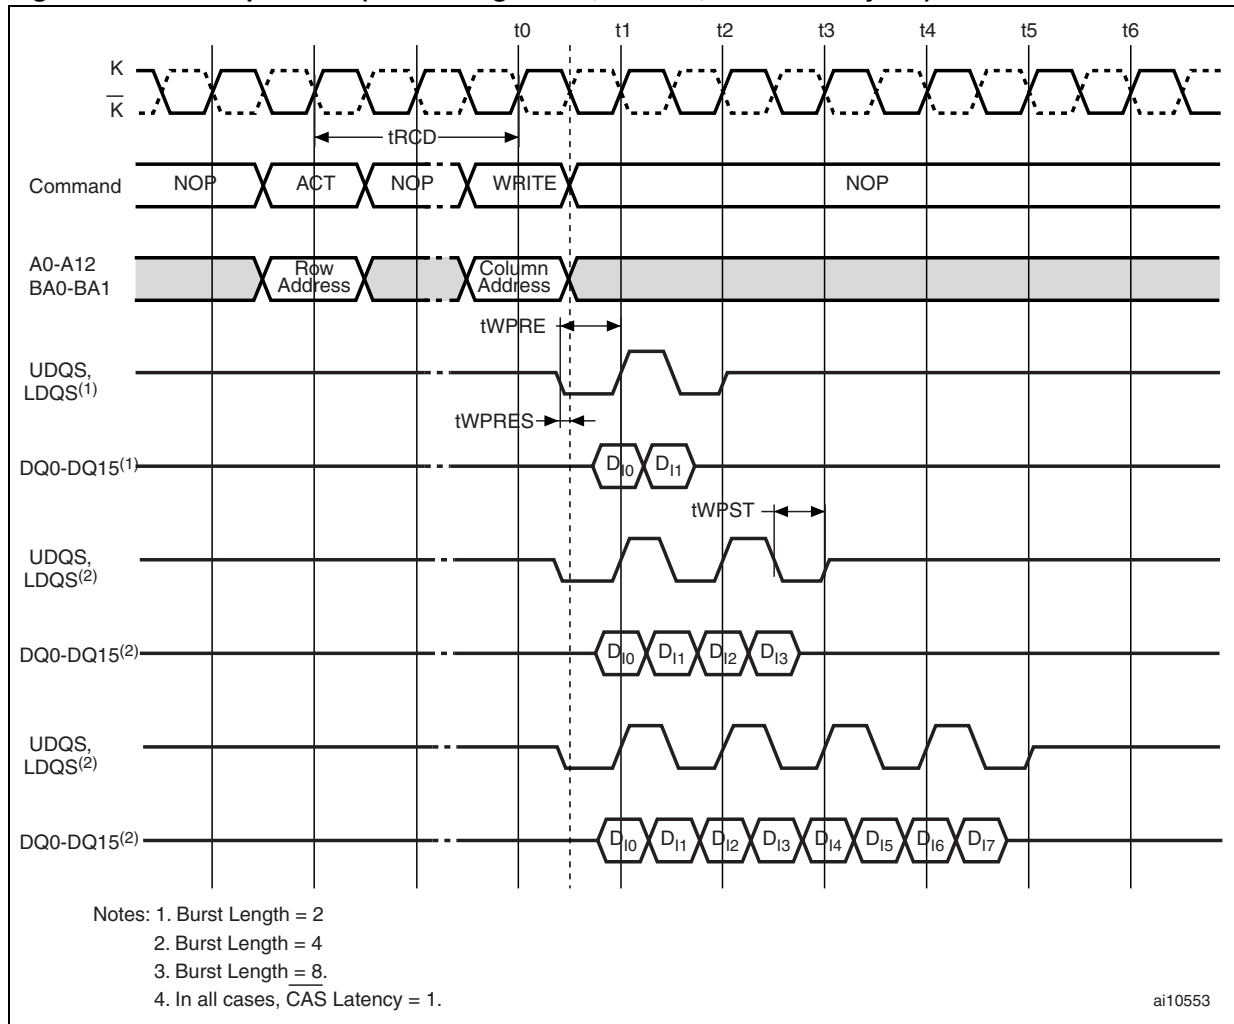 t0 t1 t2 t3 t4 t5 t6
K
K
tRCD
Command NOP ACT NOP WRITE NOP
A0-A12
BA0-BA1
Row
Address
Column
Address
tWPRE
UDQS,
LDQS(1)
tWPRES
DQ0-DQ15(1) DI0 DI1
tWPST
UDQS,
LDQS(2)
DQ0-DQ15(2) DI0 DI1 DI2 DI3
UDQS,
LDQS(2)
DQ0-DQ15(2) DI0 DI1 DI2 DI3 DI4 DI5 DI6 DI7
Notes: 1. Burst Length = 2
2. Burst Length = 4
3. Burst Length = 8.
4. In all cases, CAS Latency = 1.
ai10553